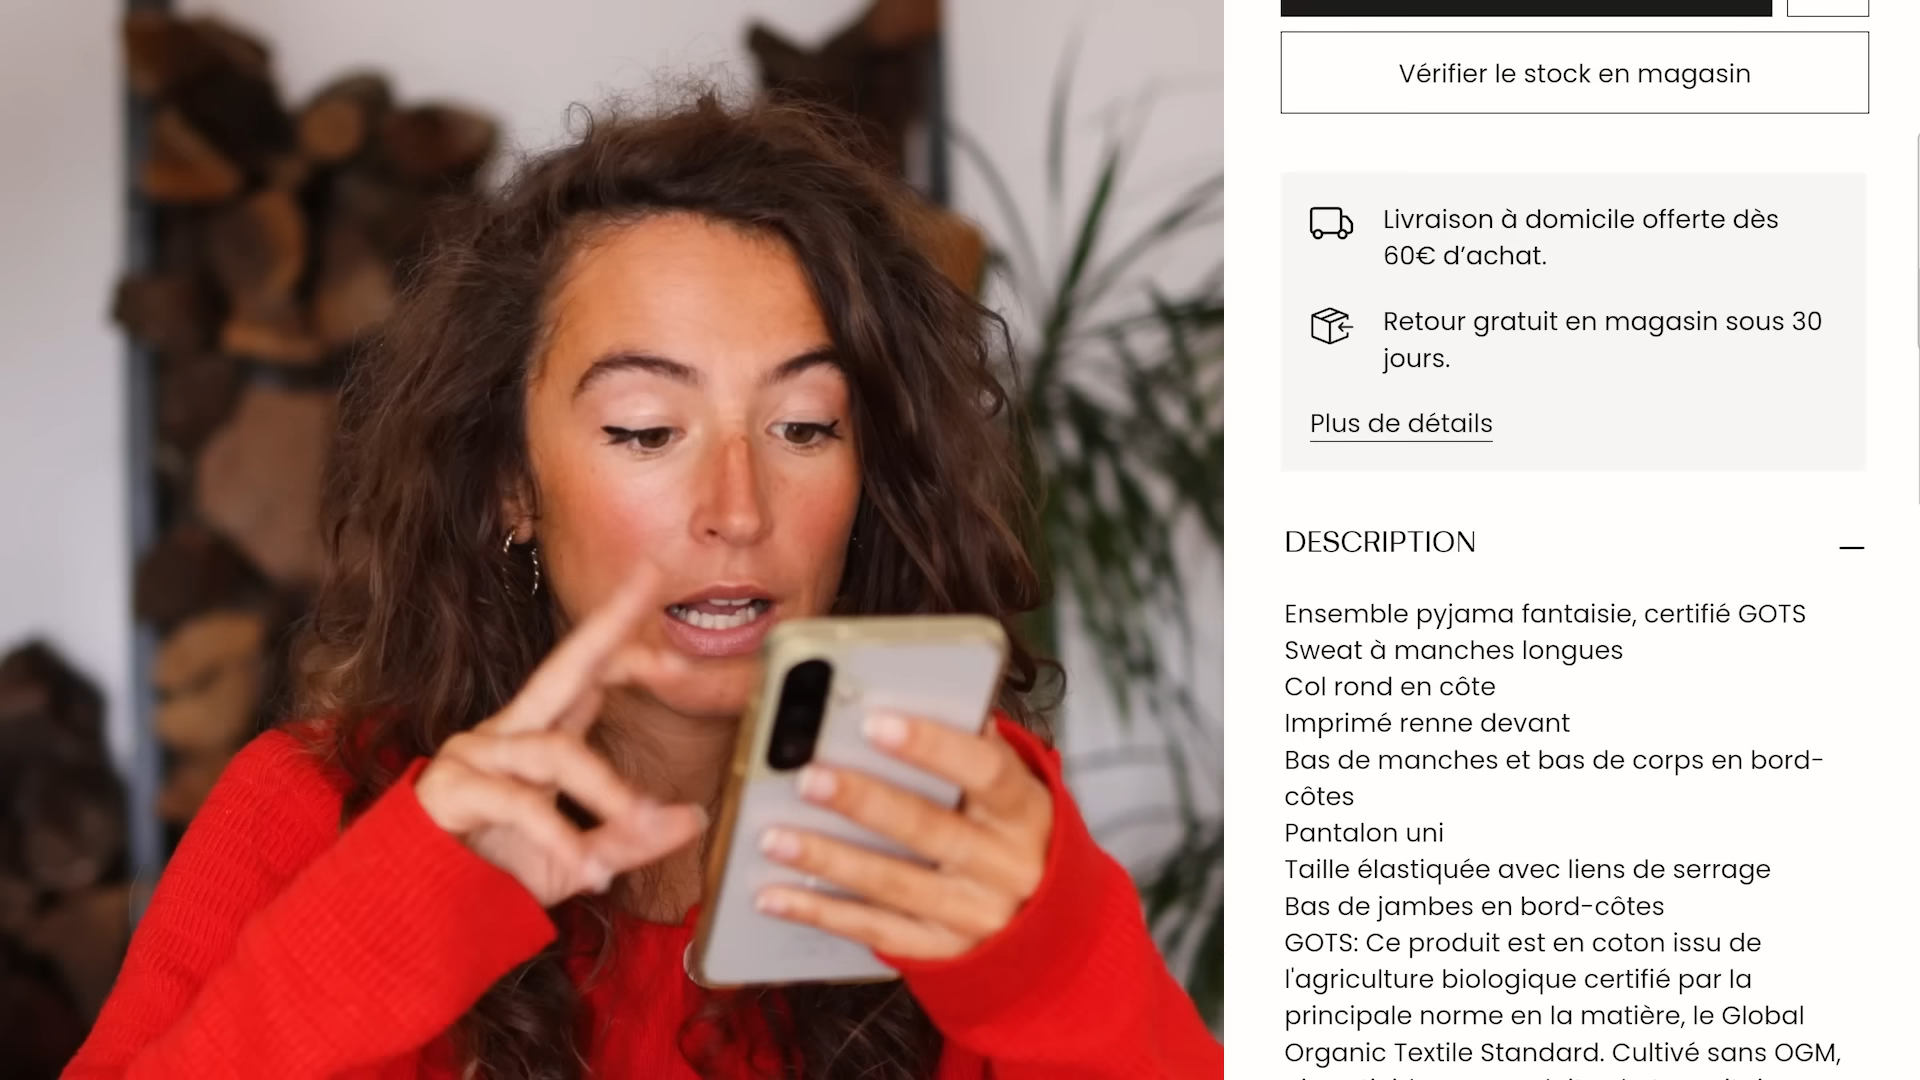 Vérifier le stock en magasin
Livraison à domicile offerte dès
60€ d’achat.
Retour gratuit en magasin sous 30
jours.
Plus de détails
DESCRIPTION
Ensemble pyjama fantaisie, certifié GOTS
Sweat à manches longues
Col rond en côte
Imprimé renne devant
Bas de manches et bas de corps en bord-
côtes
Pantalon uni
Taille élastiquée avec liens de serrage
Bas de jambes en bord-côtes
GOTS: Ce produit est en coton issu de
l'agriculture biologique certifié par la
principale norme en la matière, le Global
Organic Textile Standard. Cultivé sans OGM,